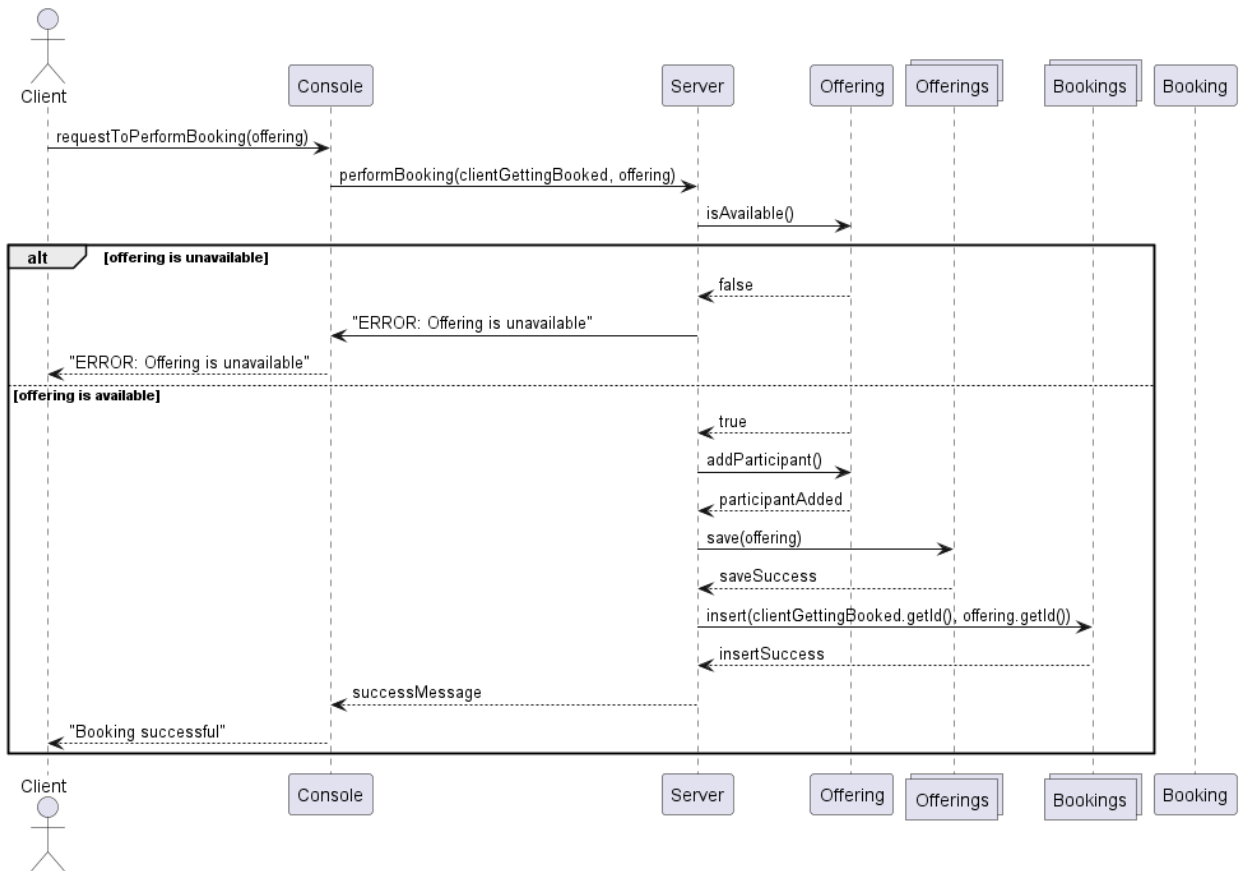 Client
Console
Server
Offering
Offerings
Bookings
Booking
requestToPerformBooking(offering)
performBooking(clientGettingBooked, offering)
isAvailable()
alt
[offering is unavailable]
false
"ERROR: Offering is unavailable"
"ERROR: Offering is unavailable"
[offering is available]
true
addParticipant()
participantAdded
save(offering)
saveSuccess
insert(clientGettingBooked.getId(), offering.getId())
insertSuccess
successMessage
"Booking successful"
Client
Console
Server
Offering
Offerings
Bookings
Booking